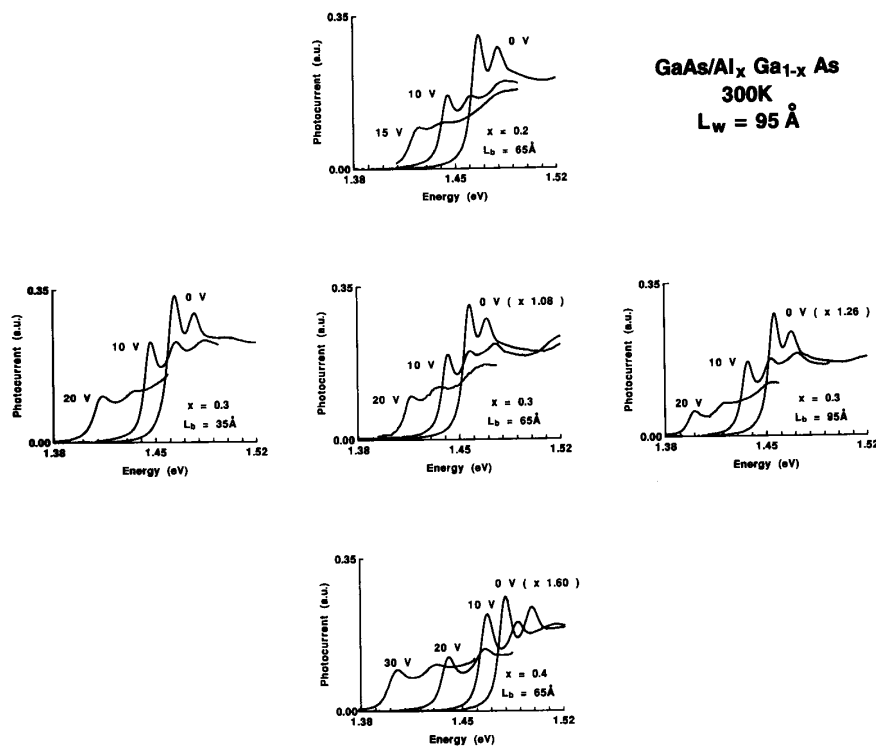 GaAs/Alx Ga1-x As
300K
Lw = 95 Å
0.35
Photocurrent (a.u.)
0.00
0 V
10 V
15 V
x = 0.2
Lb = 65Å
1.38
1.45
1.52
Energy (eV)
0.35
Photocurrent (a.u.)
0.00
0 V
10 V
20 V
x = 0.3
Lb = 35Å
1.38
1.45
1.52
Energy (eV)
0.35
Photocurrent (a.u.)
0.00
0 V ( x 1.08 )
10 V
20 V
x = 0.3
Lb = 65Å
1.38
1.45
1.52
Energy (eV)
0.35
Photocurrent (a.u.)
0.00
0 V ( x 1.26 )
10 V
20 V
x = 0.3
Lb = 95Å
1.38
1.45
1.52
Energy (eV)
0.35
Photocurrent (a.u.)
0.00
0 V ( x 1.60 )
10 V
20 V
30 V
x = 0.4
Lb = 65Å
1.38
1.45
1.52
Energy (eV)